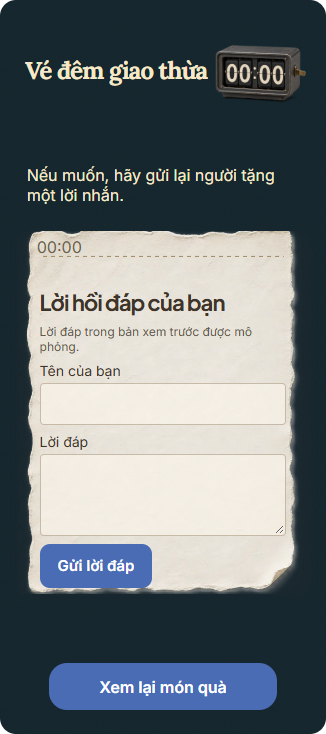 Vé đêm giao thừa
00:00
Nếu muốn, hãy gửi lại người tặng
một lời nhắn.
00:00
Lời hồi đáp của bạn
Lời đáp trong bản xem trước được mô
phỏng.
Tên của bạn
Lời đáp
Gửi lời đáp
Xem lại món quà